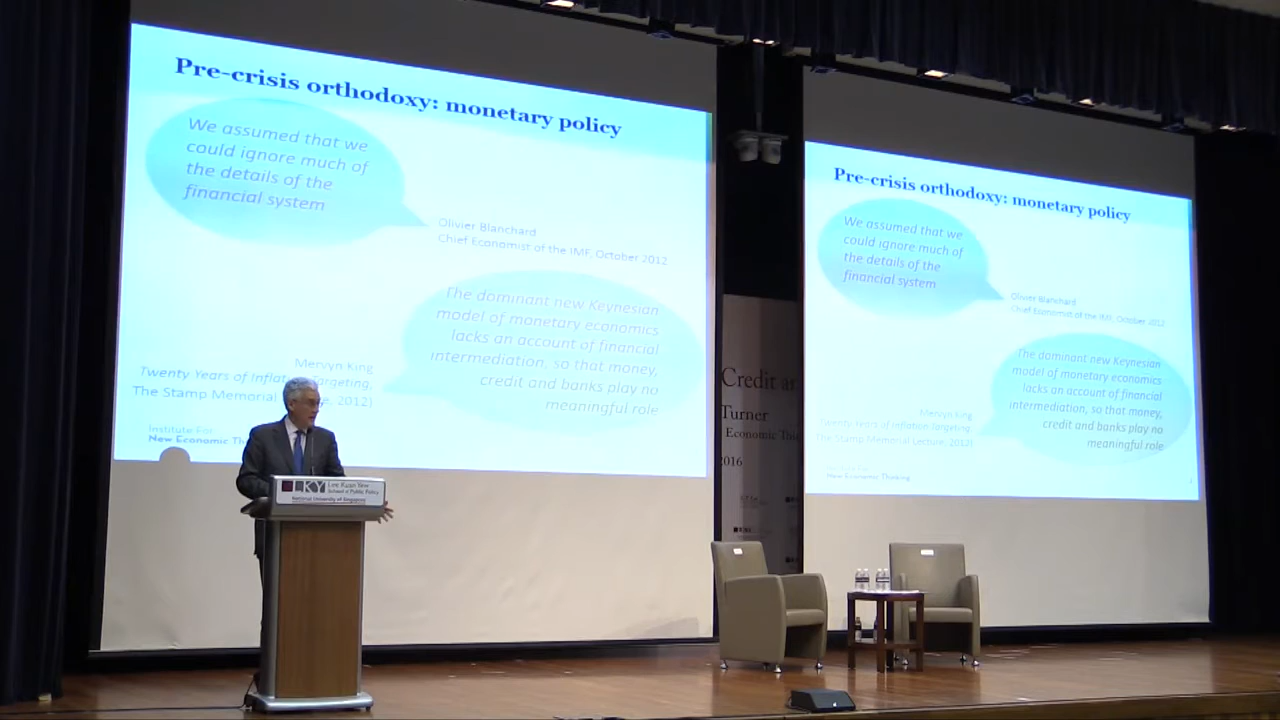 Pre-crisis orthodoxy: monetary policy
We assumed that we
could ignore much of
the details of the
financial system
Olivier Blanchard
Chief Economist of the IMF, October 2012
The dominant new Keynesian
model of monetary economics
lacks an account of financial
intermediation, so that money,
credit and banks play no
meaningful role
Mervyn King
Twenty Years of Targeting,
The Stamp Memorial 2012)
Institute For
New Economic
LKY Lee Kuan Yew
School of Public Policy
National University of Singapore
Credit
Turner
Economic
2016
Pre-crisis orthodoxy: monetary policy
We assumed that we
could ignore much of
the details of the
financial system
Olivier Blanchard
Chief Economist of the IMF, October 2012
The dominant new Keynesian
model of monetary economics
lacks an account of financial
intermediation, so that money,
credit and banks play no
meaningful role
Mervyn King
Twenty Years of Inflation Targeting,
The Stamp Memorial Lecture, 2012)
New Economic Thinking